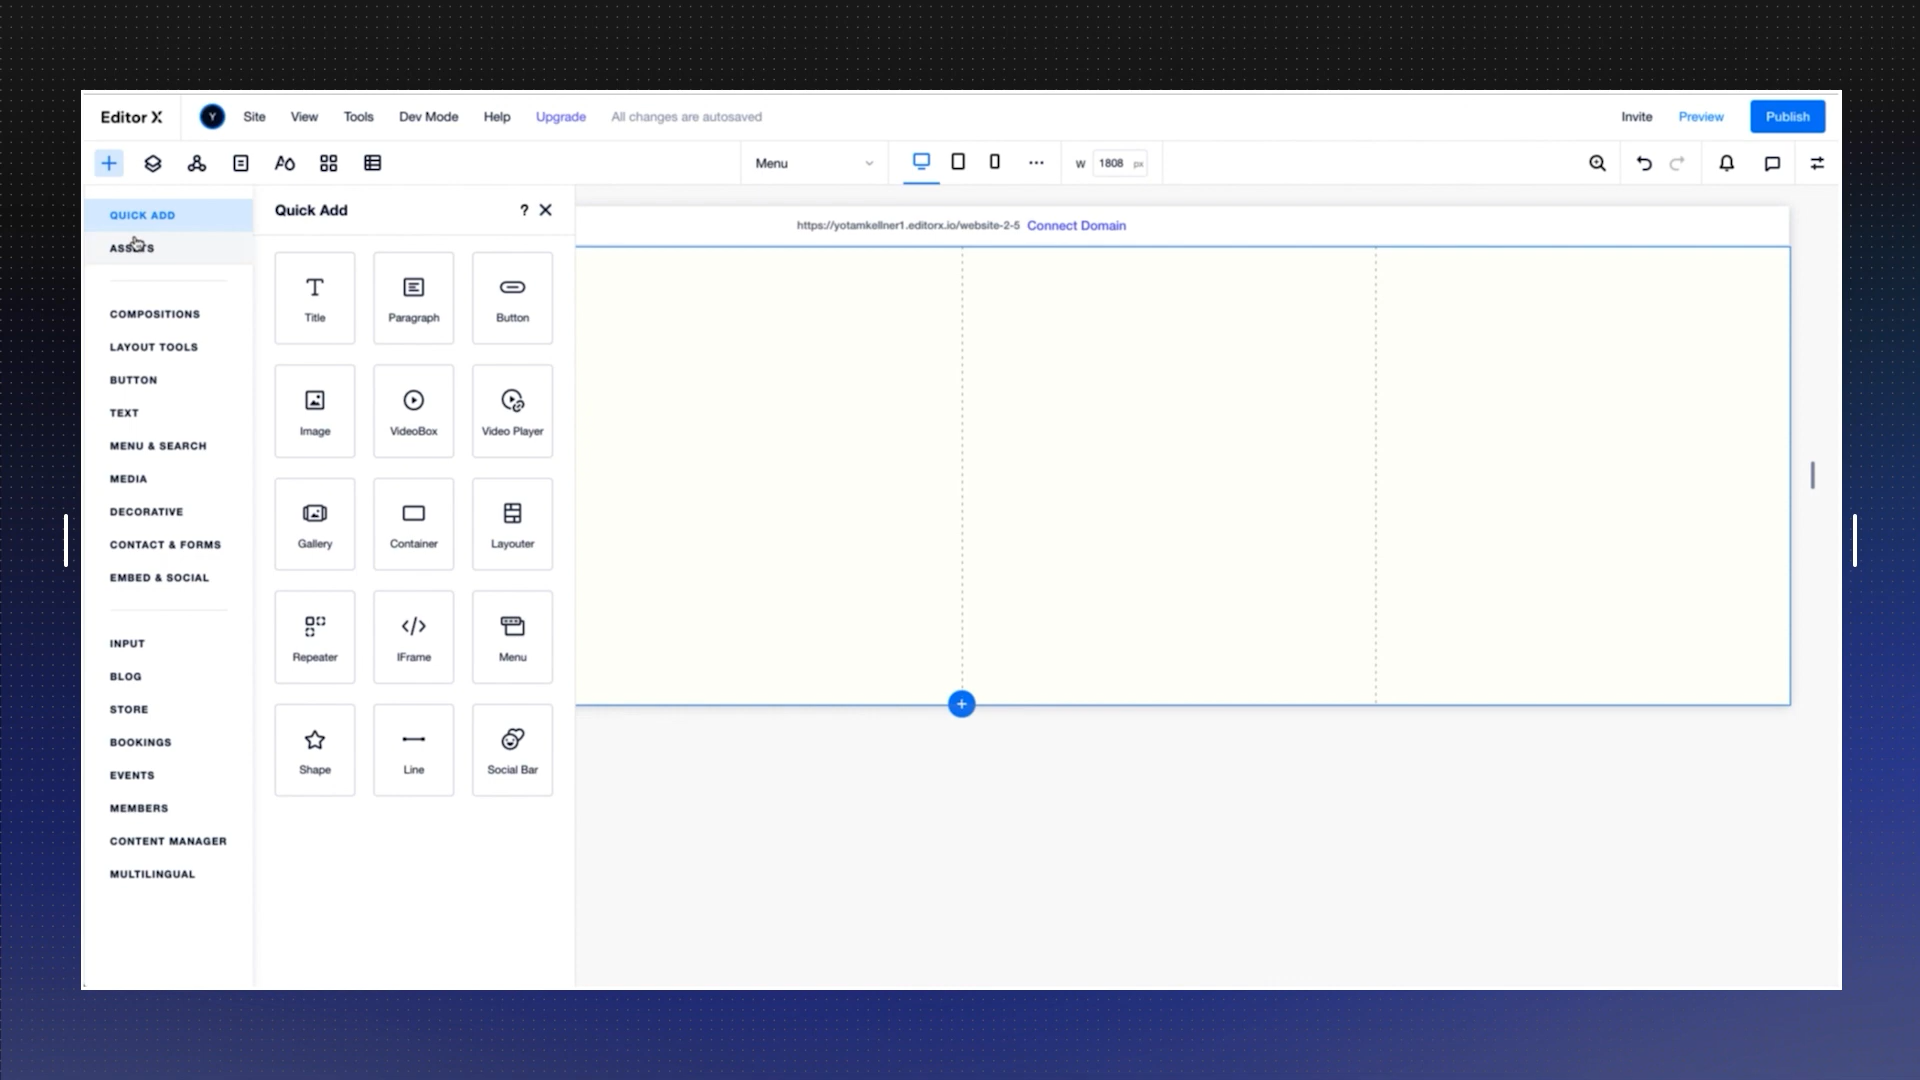 Editor X
Y
Site
View
Tools
Dev Mode
Help
Upgrade
All changes are autosaved
Invite
Preview
Publish
Menu
W 1808 px
QUICK ADD
ASSETS
COMPOSITIONS
LAYOUT TOOLS
BUTTON
TEXT
MENU & SEARCH
MEDIA
DECORATIVE
CONTACT & FORMS
EMBED & SOCIAL
INPUT
BLOG
STORE
BOOKINGS
EVENTS
MEMBERS
CONTENT MANAGER
MULTILINGUAL
Quick Add
?
Title
Paragraph
Button
Image
VideoBox
Video Player
Gallery
Container
Layouter
Repeater
IFrame
Menu
Shape
Line
Social Bar
https://yotamkellner1.editorx.io/website-2-5 Connect Domain